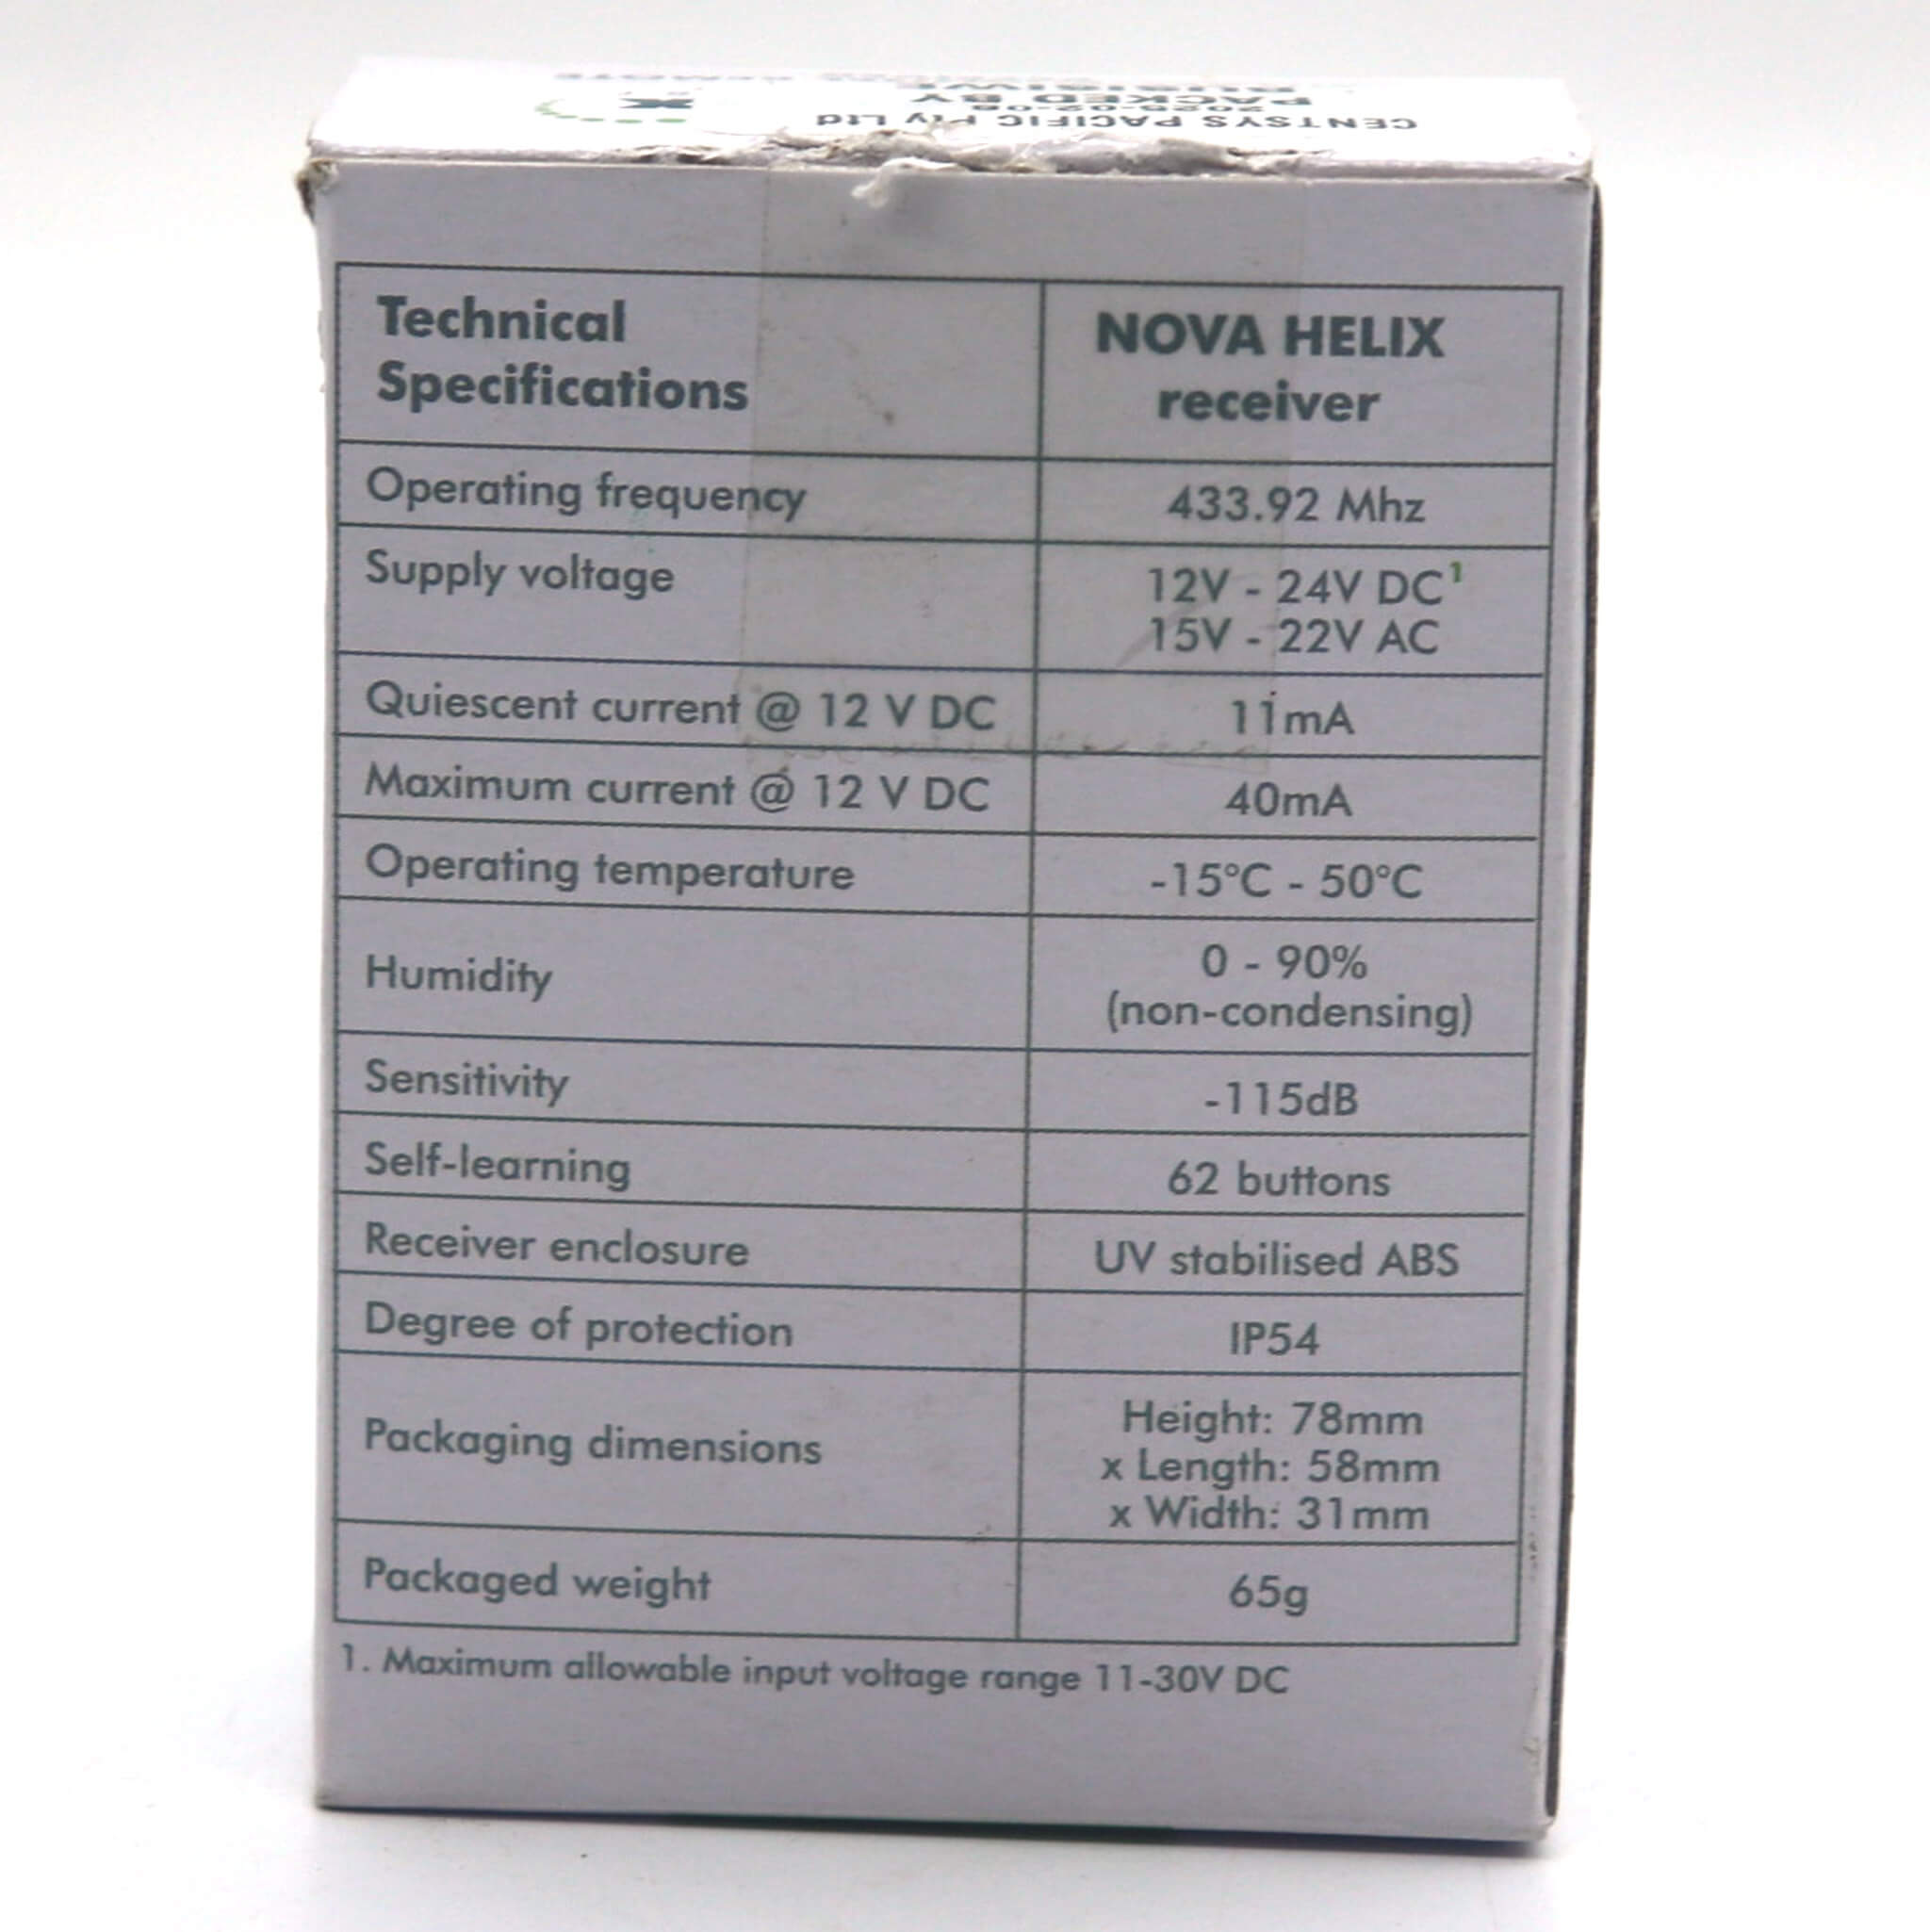 CENTSYS PACIFIC Pty Ltd
PACKED BY
Technical
Specifications
NOVA HELIX
receiver
Operating frequency
433.92 Mhz
Supply voltage
12V - 24V DC¹
15V - 22V AC
Quiescent current @ 12 V DC
11mA
Maximum current @ 12 V DC
40mA
Operating temperature
-15°C - 50°C
Humidity
0 - 90%
(non-condensing)
Sensitivity
-115dB
Self-learning
62 buttons
Receiver enclosure
UV stabilised ABS
Degree of protection
IP54
Packaging dimensions
Height: 78mm
x Length: 58mm
x Width: 31mm
Packaged weight
65g
1. Maximum allowable input voltage range 11-30V DC